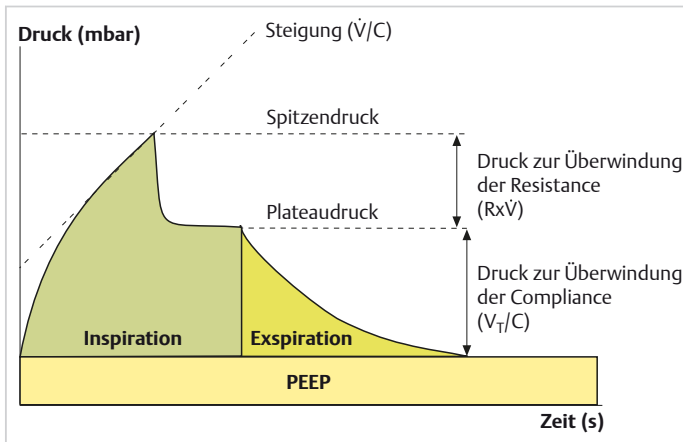 Druck (mbar)
Steigung (V̇/C)
Spitzendruck
Druck zur Überwindung
der Resistance
(RxV̇)
Plateaudruck
Druck zur Überwindung
der Compliance
(V_T/C)
Inspiration
Exspiration
PEEP
Zeit (s)